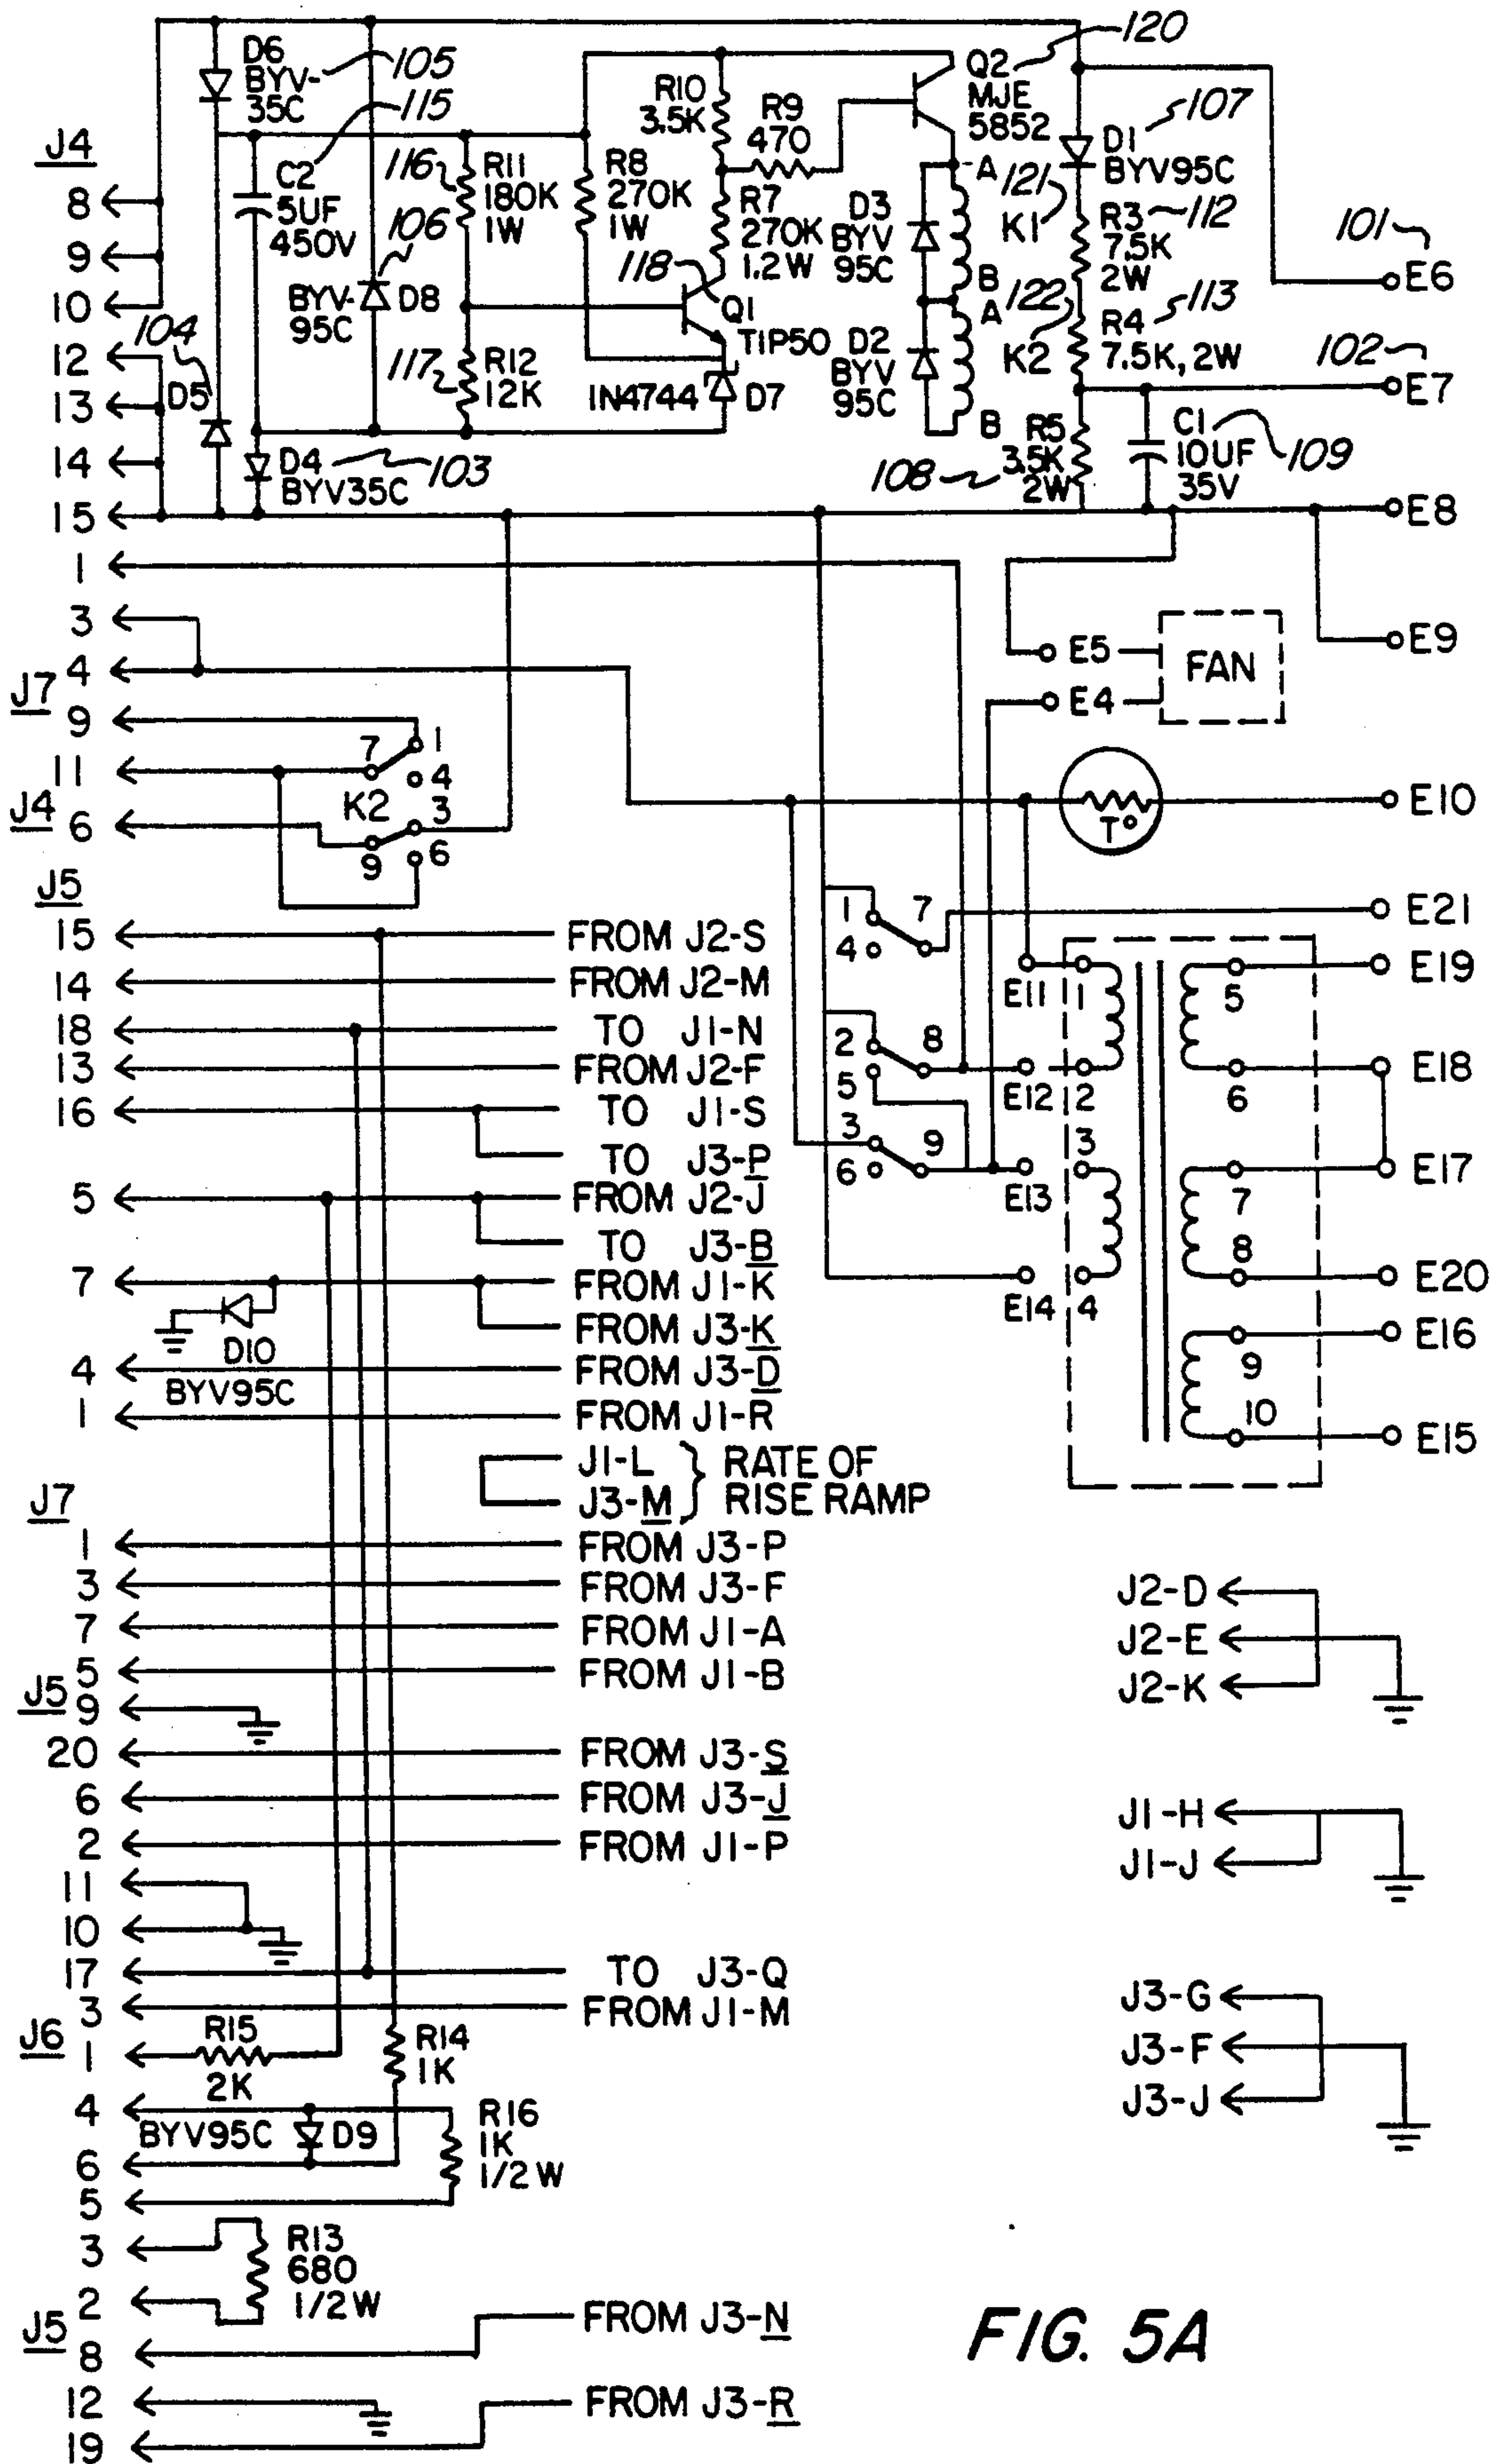 120
D6
BYV-
35C
105
115
Q2
MJE
5852
R10
3.5K
R9
470
107
D1
BYV95C
J4
8
9
10
12
13
14
15
116
C2
5UF
450V
R11
180K
1W
R8
270K
1W
106
R7
270K
1.2W
D3
BYV
95C
A
121
K1
R3
7.5K
2W
112
101
E6
118
B
A
122
K2
R4
7.5K, 2W
113
BYV-
95C
D8
Q1
TIP50
D2
BYV
95C
102
E7
104
D5
117
R12
12K
IN4744
D7
B
R5
3.5K
2W
108
C1
10UF
35V
109
D4
BYV35C
103
E8
1
3
4
E5
E4
FAN
E9
J7
9
11
7
1
4
J4
6
K2
3
9
6
T°
E10
J5
15
FROM J2-S
14
FROM J2-M
18
TO J1-N
13
FROM J2-F
16
TO J1-S
TO J3-P
5
FROM J2-J
TO J3-B
7
FROM J1-K
FROM J3-K
D10
BYV95C
4
FROM J3-D
1
FROM J1-R
J1-L
J3-M
} RATE OF
RISE RAMP
1
4
7
2
5
8
3
6
9
E11
1
E12
2
3
E13
E14
4
5
6
7
8
9
10
E21
E19
E18
E17
E20
E16
E15
J7
1
FROM J3-P
3
FROM J3-F
7
FROM J1-A
5
FROM J1-B
J5
9
20
FROM J3-S
6
FROM J3-J
2
FROM J1-P
11
10
17
TO J3-Q
3
FROM J1-M
J6
1
R15
2K
R14
1K
4
BYV95C
D9
R16
1K
1/2W
6
5
3
R13
680
1/2W
2
J5
8
FROM J3-N
12
19
FROM J3-R
J2-D
J2-E
J2-K
J1-H
J1-J
J3-G
J3-F
J3-J
FIG. 5A